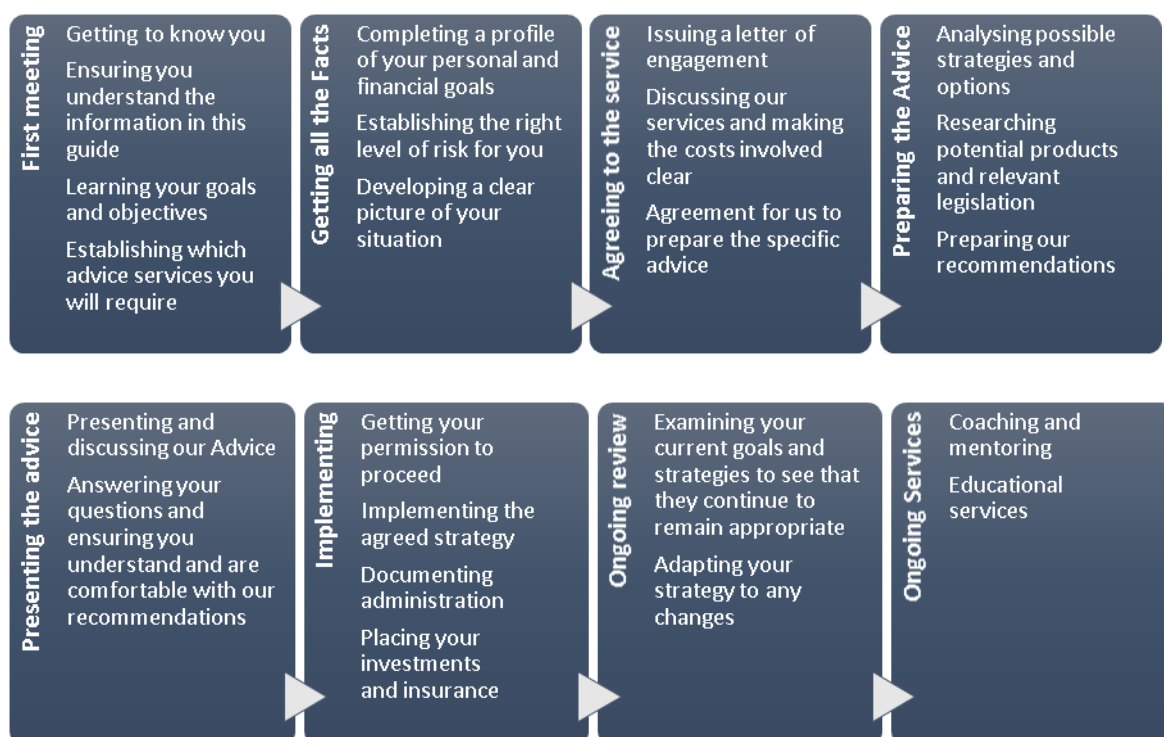 First meeting
Getting to know you
Ensuring you
understand the
information in this
guide
Learning your goals
and objectives
Establishing which
advice services you
will require
Getting all the Facts
Completing a profile
of your personal and
financial goals
Establishing the right
level of risk for you
Developing a clear
picture of your
situation
Agreeing to the service
Issuing a letter of
engagement
Discussing our
services and making
the costs involved
clear
Agreement for us to
prepare the specific
advice
Preparing the Advice
Analysing possible
strategies and
options
Researching
potential products
and relevant
legislation
Preparing our
recommendations
Presenting the advice
Presenting and
discussing our Advice
Answering your
questions and
ensuring you
understand and are
comfortable with our
recommendations
Implementing
Getting your
permission to
proceed
Implementing the
agreed strategy
Documenting
administration
Placing your
investments
and insurance
Ongoing review
Examining your
current goals and
strategies to see that
they continue to
remain appropriate
Adapting your
strategy to any
changes
Ongoing Services
Coaching and
mentoring
Educational
services